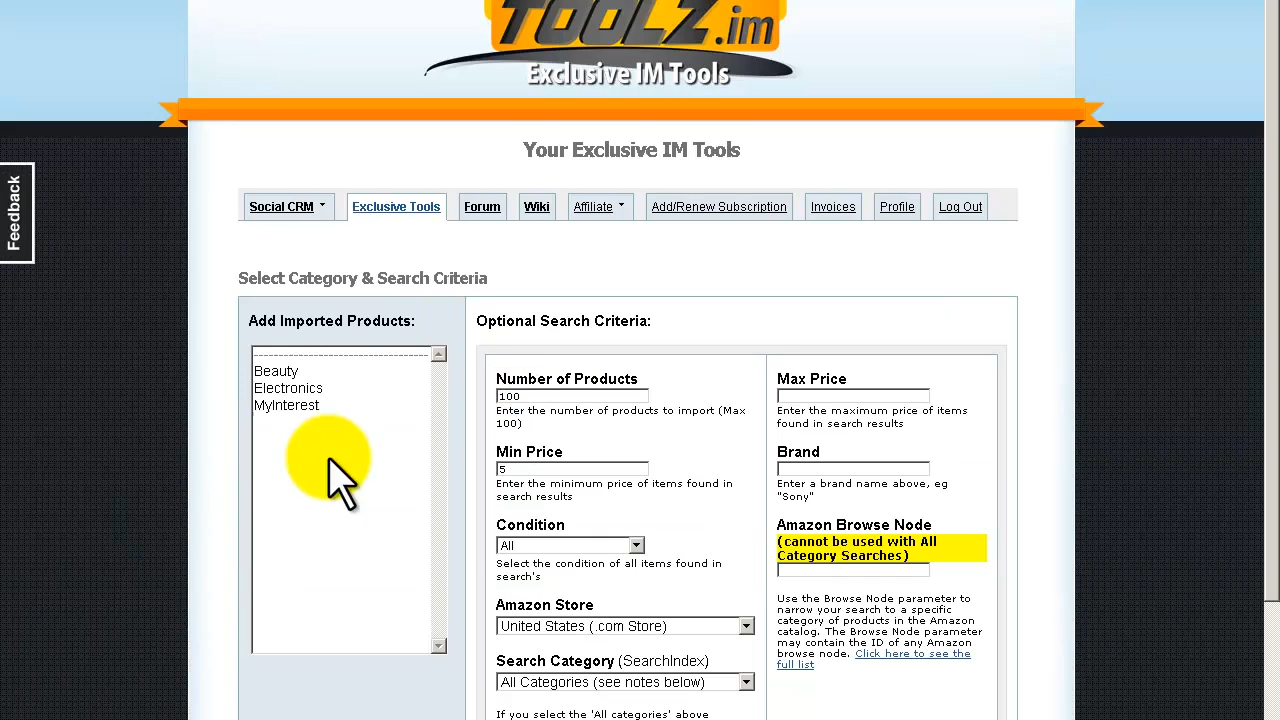 TOOLZ.im
Exclusive IM Tools
Feedback
Your Exclusive IM Tools
Social CRM
Exclusive Tools
Forum
Wiki
Affiliate
Add/Renew Subscription
Invoices
Profile
Log Out
Select Category & Search Criteria
Add Imported Products:
Beauty
Electronics
MyInterest
Optional Search Criteria:
Number of Products
100
Enter the number of products to import (Max
100)
Min Price
5
Enter the minimum price of items found in
search results
Condition
All
Select the condition of all items found in
search's
Amazon Store
United States (.com Store)
Search Category (SearchIndex)
All Categories (see notes below)
If you select the 'All categories' above
Max Price
Enter the maximum price of items
found in search results
Brand
Enter a brand name above, eg
"Sony"
Amazon Browse Node
(cannot be used with All
Category Searches)
Use the Browse Node parameter to
narrow your search to a specific
category of products in the Amazon
catalog. The Browse Node parameter
may contain the ID of any Amazon
browse node. Click here to see the
full list